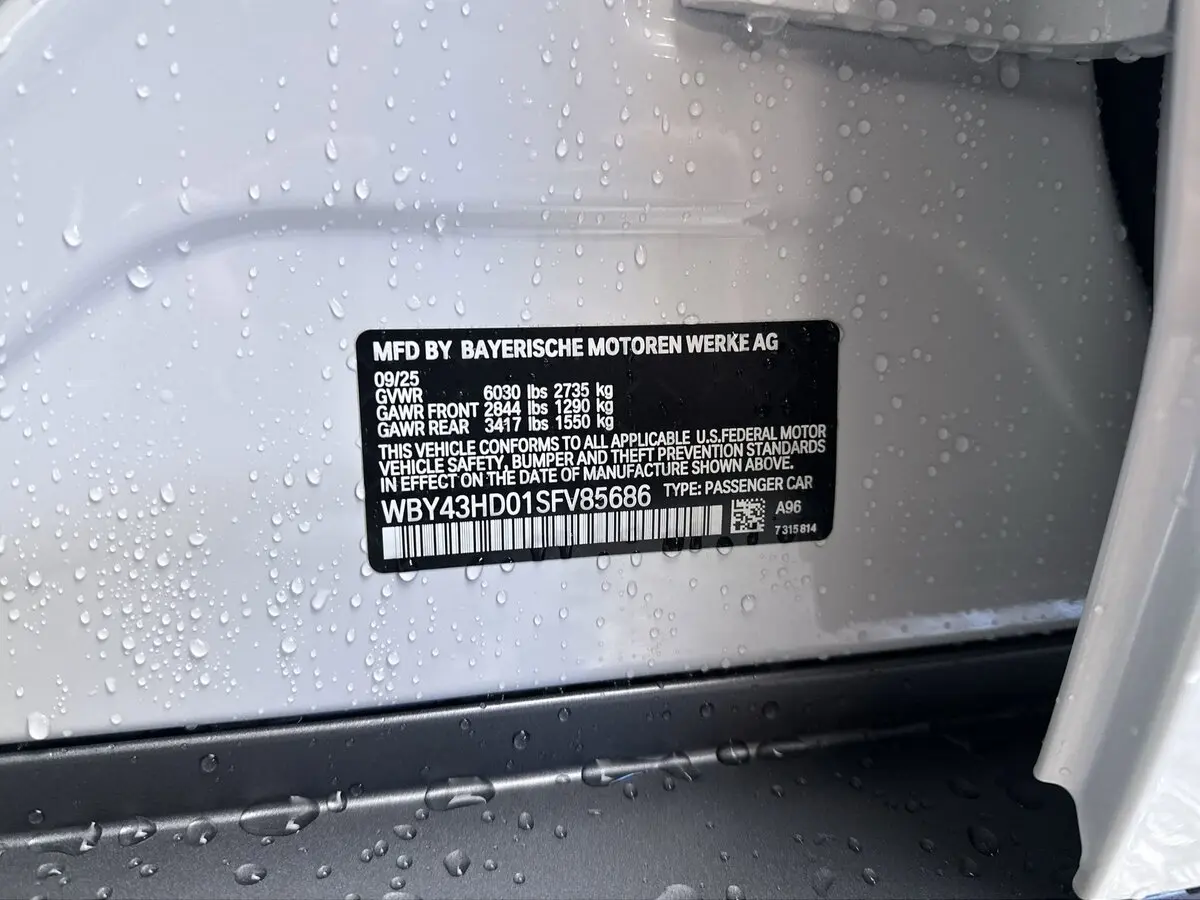 MFD BY BAYERISCHE MOTOREN WERKE AG
09/25
GVWR 6030 lbs 2735 kg
GAWR FRONT 2844 lbs 1290 kg
GAWR REAR 3417 lbs 1550 kg
THIS VEHICLE CONFORMS TO ALL APPLICABLE U.S.FEDERAL MOTOR
VEHICLE SAFETY, BUMPER AND THEFT PREVENTION STANDARDS
IN EFFECT ON THE DATE OF MANUFACTURE SHOWN ABOVE.
WBY43HD01SFV85686 TYPE: PASSENGER CAR
A96
7 315 814